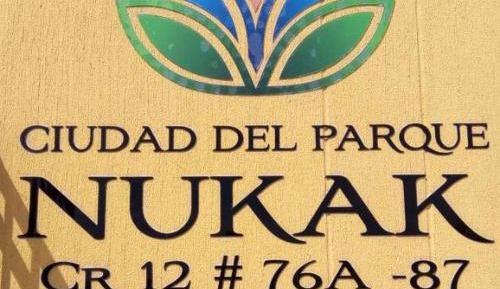 CIUDAD DEL PARQUE
NUKAK
CR 12 # 76A -87